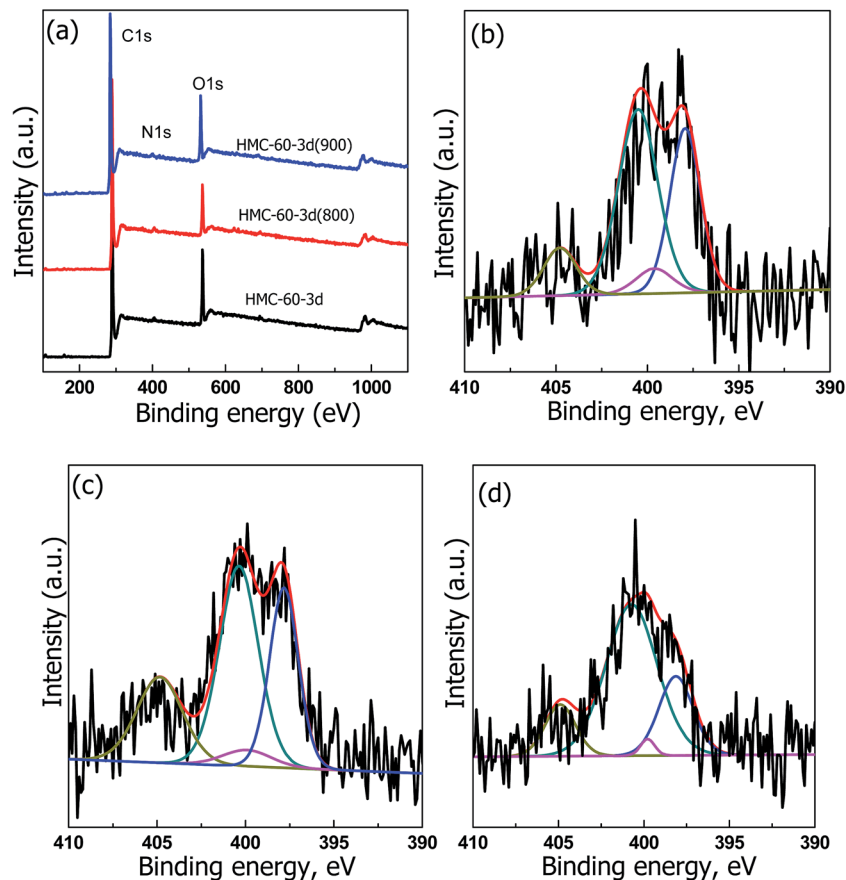 (a)
C1s
O1s
N1s
HMC-60-3d(900)
HMC-60-3d(800)
HMC-60-3d
Intensity (a.u.)
200 400 600 800 1000
Binding energy (eV)
(b)
Intensity (a.u.)
410 405 400 395 390
Binding energy, eV
(c)
Intensity (a.u.)
410 405 400 395 390
Binding energy, eV
(d)
Intensity (a.u.)
410 405 400 395 390
Binding energy, eV